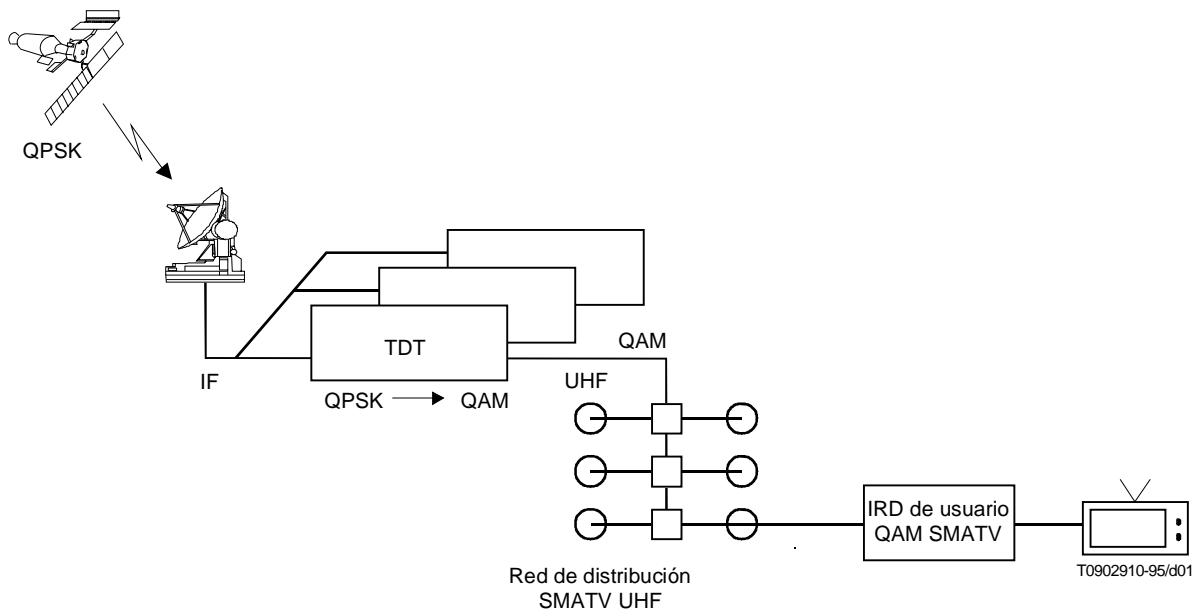 QPSK
TDT
QAM
IF
UHF
QPSK QAM
IRD de usuario
QAM SMATV
T0902910-95/d01
Red de distribución
SMATV UHF